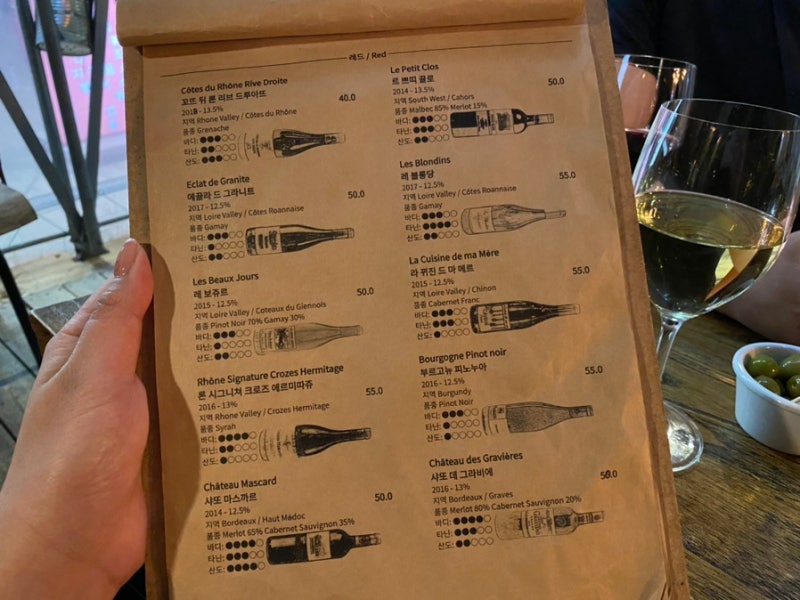 레드 / Red
Côtes du Rhône Rive Droite
꼬뜨 뒤 론 리브 드루아뜨
40.0
13.5%
지역 Rhone Valley / Côtes du Rhône
품종 Grenache
바디:
타닌:
산도:
Eclat de Granite
에끌라 드 그라니트
50.0
2017 - 12.5%
지역 Loire Valley / Côtes Roannaise
품종 Gamay
바디:
타닌:
산도:
Les Beaux Jours
레 보쥬르
50.0
2015 - 12.5%
지역 Loire Valley / Coteaux du Giennois
품종 Pinot Noir 70% Gamay 30%
바디:
타닌:
산도:
Rhône Signature Crozes Hermitage
론 시그니쳐 크로즈 에르미따쥬
55.0
2016 - 13%
지역 Rhone Valley / Crozes Hermitage
품종 Syrah
바디:
타닌:
산도:
Château Mascard
샤또 마스까르
50.0
2014 - 12.5%
지역 Bordeaux / Haut Médoc
품종 Merlot 65% Cabernet Sauvignon 35%
바디:
타닌:
산도:
Le Petit Clos
르 쁘띠 끌로
50.0
2014 - 13.5%
지역 South West / Cahors
품종 Malbec 85% Merlot 15%
바디:
타닌:
산도:
Les Blondins
레 블롱당
55.0
2017 - 12.5%
지역 Loire Valley / Côtes Roannaise
품종 Gamay
바디:
타닌:
산도:
La Cuisine de ma Mère
라 퀴진 드 마 메르
55.0
2015 - 12.5%
지역 Loire Valley / Chinon
품종 Cabernet Franc
바디:
타닌:
산도:
Bourgogne Pinot noir
부르고뉴 피노누아
55.0
2016 - 12.5%
지역 Burgundy
품종 Pinot Noir
바디:
타닌:
산도:
Château des Gravières
샤또 데 그라비에
2016 - 13%
지역 Bordeaux / Graves
품종 Merlot 80% Cabernet Sauvignon 20%
바디:
타닌:
산도: